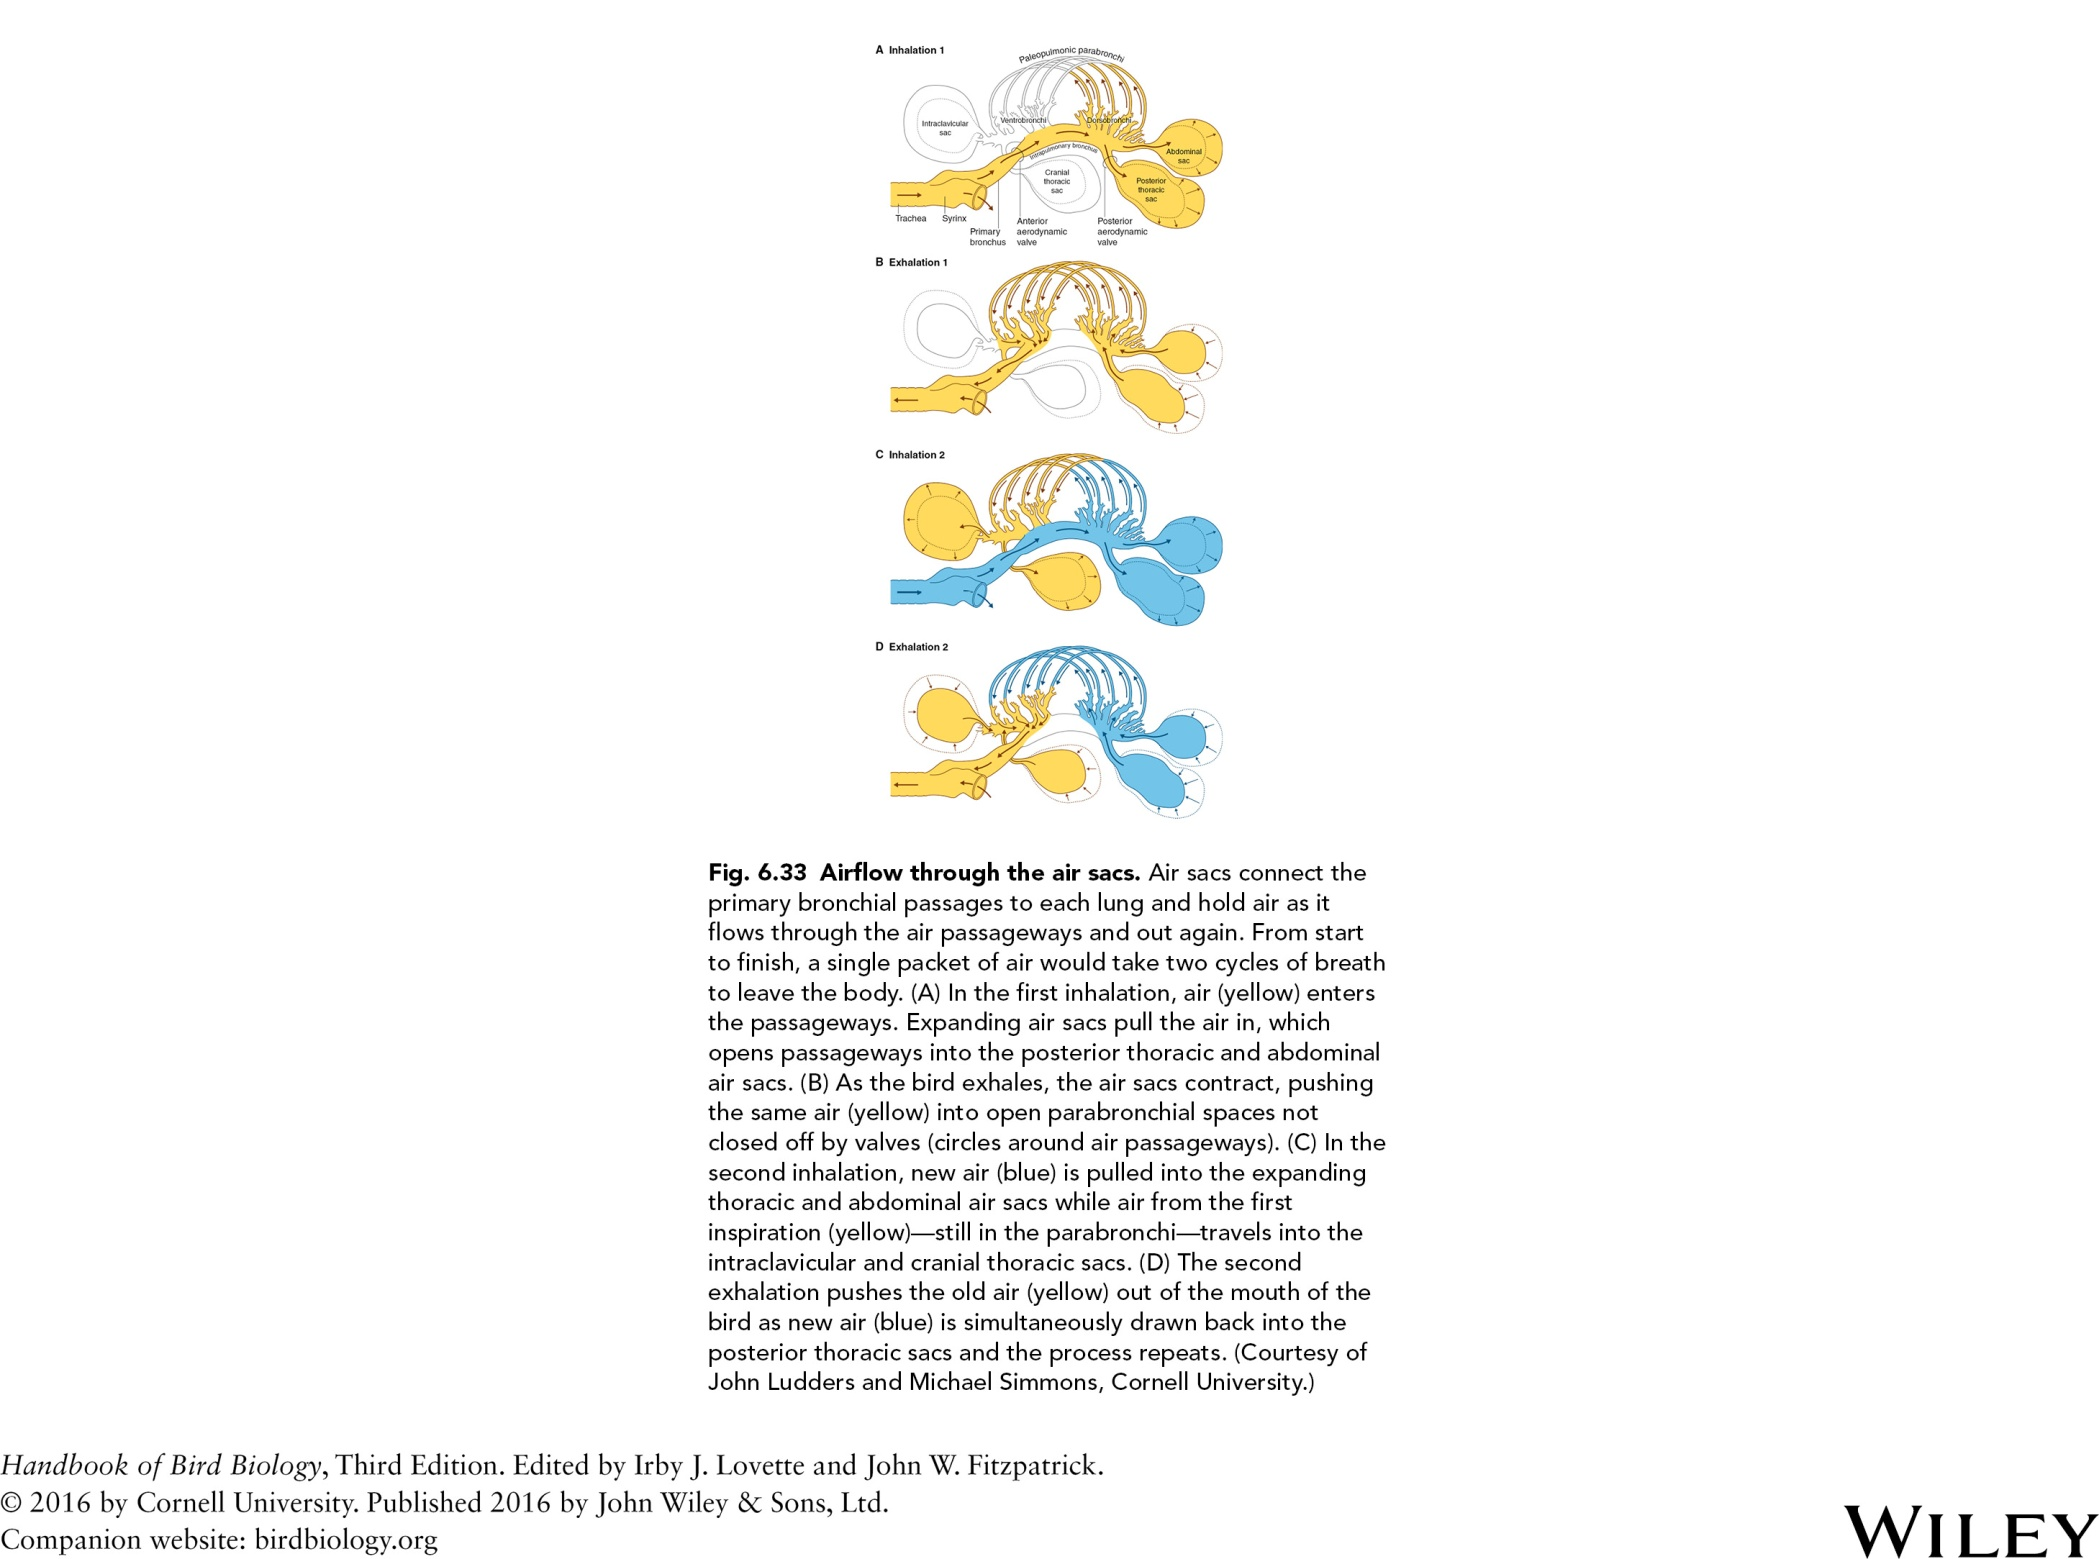 A Inhalation 1
Paleopulmonic parabronchi
Intraclavicular
sac
Ventrobronchi
Dorsobronchi
Intrapulmonary bronchus
Abdominal
sac
Cranial
thoracic
sac
Posterior
thoracic
sac
Trachea
Syrinx
Primary
bronchus
Anterior
aerodynamic
valve
Posterior
aerodynamic
valve
B Exhalation 1
C Inhalation 2
D Exhalation 2
Fig. 6.33 Airflow through the air sacs. Air sacs connect the
primary bronchial passages to each lung and hold air as it
flows through the air passageways and out again. From start
to finish, a single packet of air would take two cycles of breath
to leave the body. (A) In the first inhalation, air (yellow) enters
the passageways. Expanding air sacs pull the air in, which
opens passageways into the posterior thoracic and abdominal
air sacs. (B) As the bird exhales, the air sacs contract, pushing
the same air (yellow) into open parabronchial spaces not
closed off by valves (circles around air passageways). (C) In the
second inhalation, new air (blue) is pulled into the expanding
thoracic and abdominal air sacs while air from the first
inspiration (yellow)—still in the parabronchi—travels into the
intraclavicular and cranial thoracic sacs. (D) The second
exhalation pushes the old air (yellow) out of the mouth of the
bird as new air (blue) is simultaneously drawn back into the
posterior thoracic sacs and the process repeats. (Courtesy of
John Ludders and Michael Simmons, Cornell University.)
Handbook of Bird Biology, Third Edition. Edited by Irby J. Lovette and John W. Fitzpatrick.
© 2016 by Cornell University. Published 2016 by John Wiley & Sons, Ltd.
Companion website: birdbiology.org
WILEY